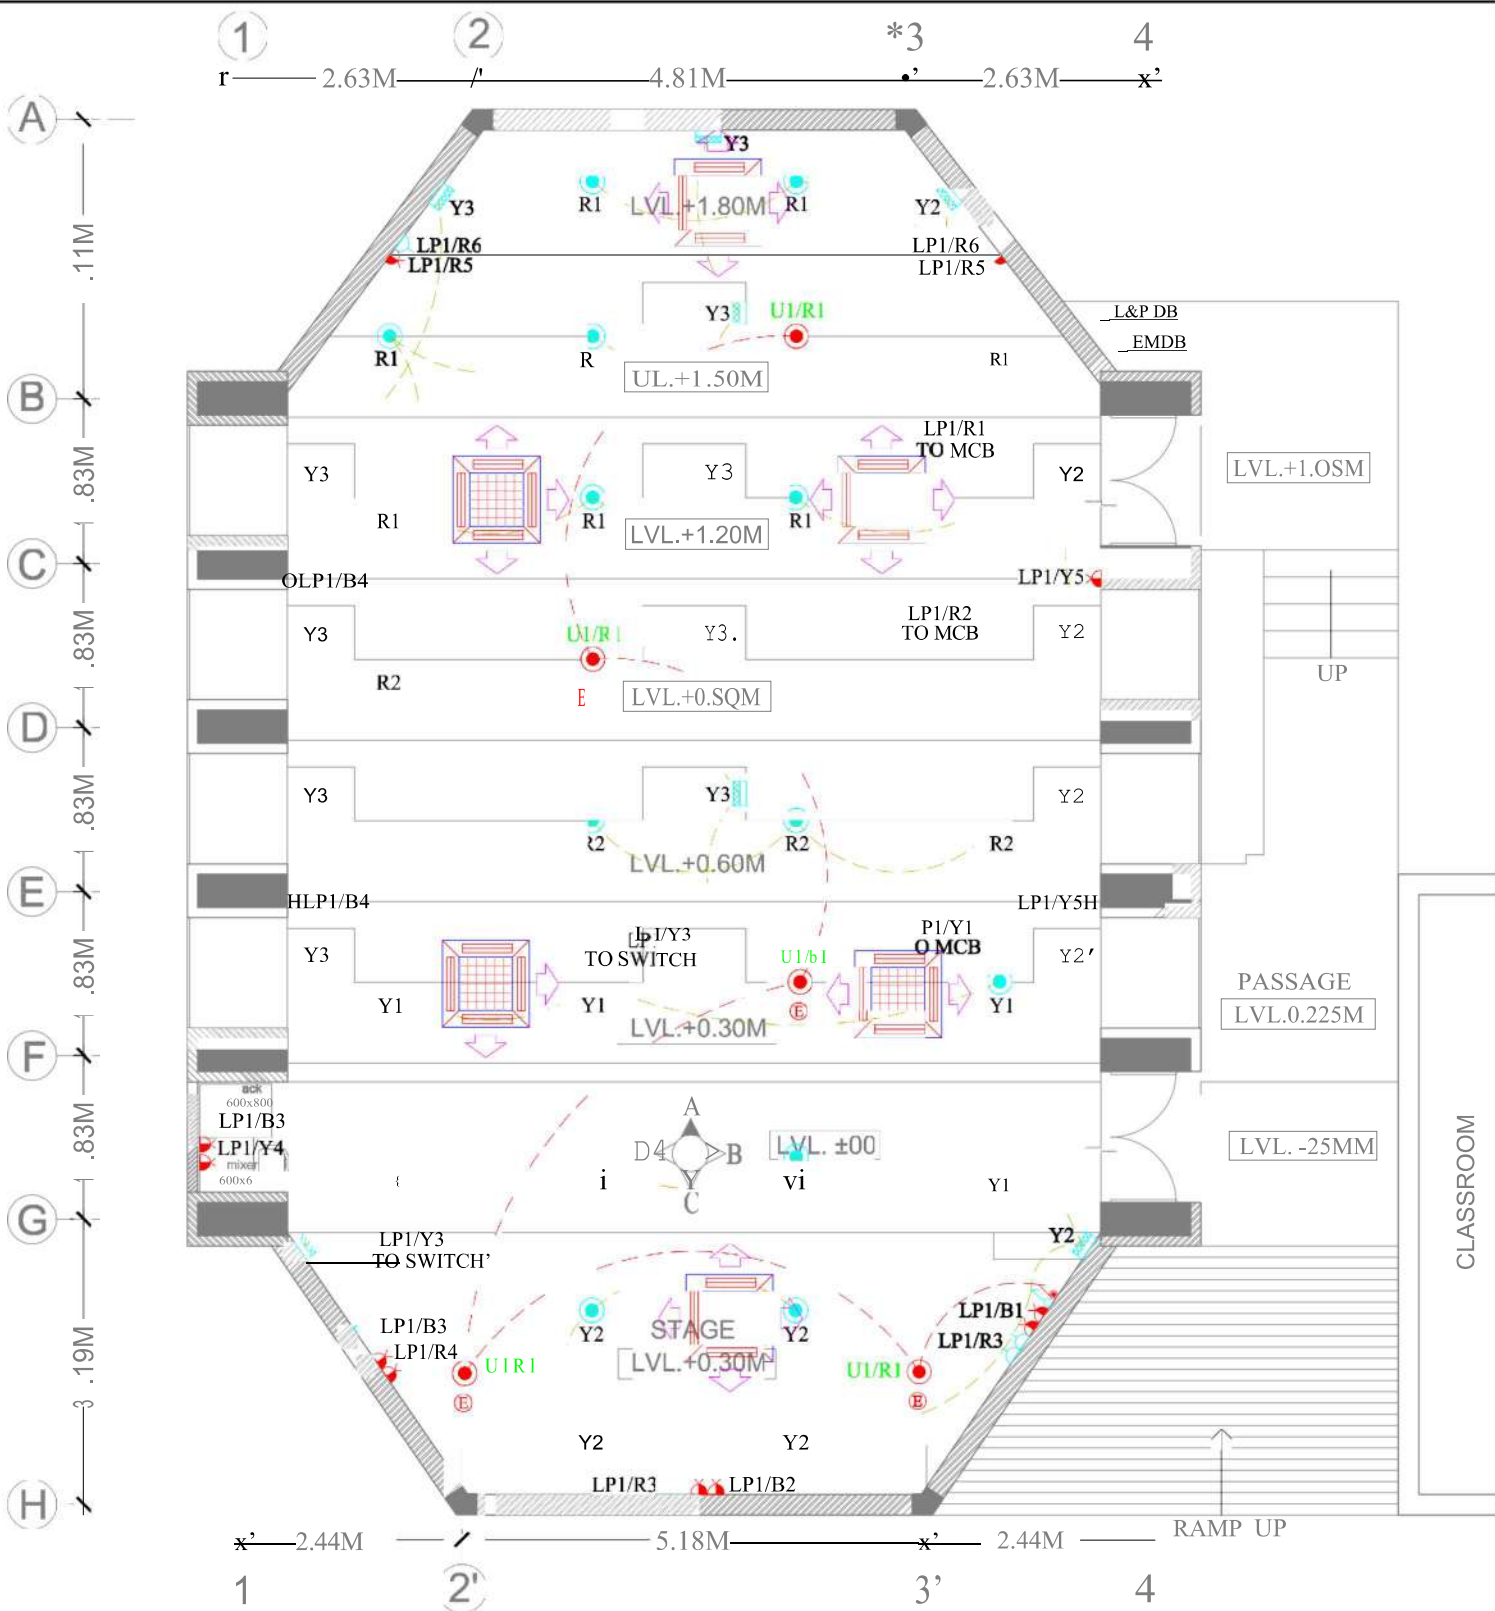 1 2 *3 4
r 2.63M /' 4.81M •’ 2.63M x’
A
Y3
Y3 R1 LVL.+1.80M R1 Y2
LP1/R6 LP1/R6
LP1/R5 LP1/R5
.11M
Y3 U1/R1 L&P DB
EMDB
R1 R R1
UL.+1.50M
B
LP1/R1
TO MCB
Y3 Y3 Y2 LVL.+1.OSM
.83M
R1 R1 R1
LVL.+1.20M
C
OLP1/B4 LP1/Y5
LP1/R2
TO MCB
Y3 U1/R1 Y3. Y2
.83M
UP
R2
E LVL.+0.SQM
D
Y3 Y3 Y2
.83M
R2 R2 R2
LVL.+0.60M
E
HLP1/B4 LP1/Y5H
P1/Y1
O MCB
TO SWITCH
Y3 U1/b1 Y2’
.83M
PASSAGE
Y1 Y1 E Y1 LVL.0.225M
LVL.+0.30M
F
ack
600x800
LP1/B3
LP1/Y4
mixer
600x6
.83M
A
D4 B LVL. ±00 LVL. -25MM
C
i vi Y1
G
CLASSROOM
LP1/Y3
TO SWITCH’
Y2
LP1/B3 LP1/B1
LP1/R4 Y2 STAGE Y2 LP1/R3
U1R1 LVL.+0.30M U1/R1
E E
3 .19M
Y2 Y2
LP1/R3 LP1/B2
H
RAMP UP
x’ 2.44M 5.18M x’ 2.44M
1 2' 3’ 4